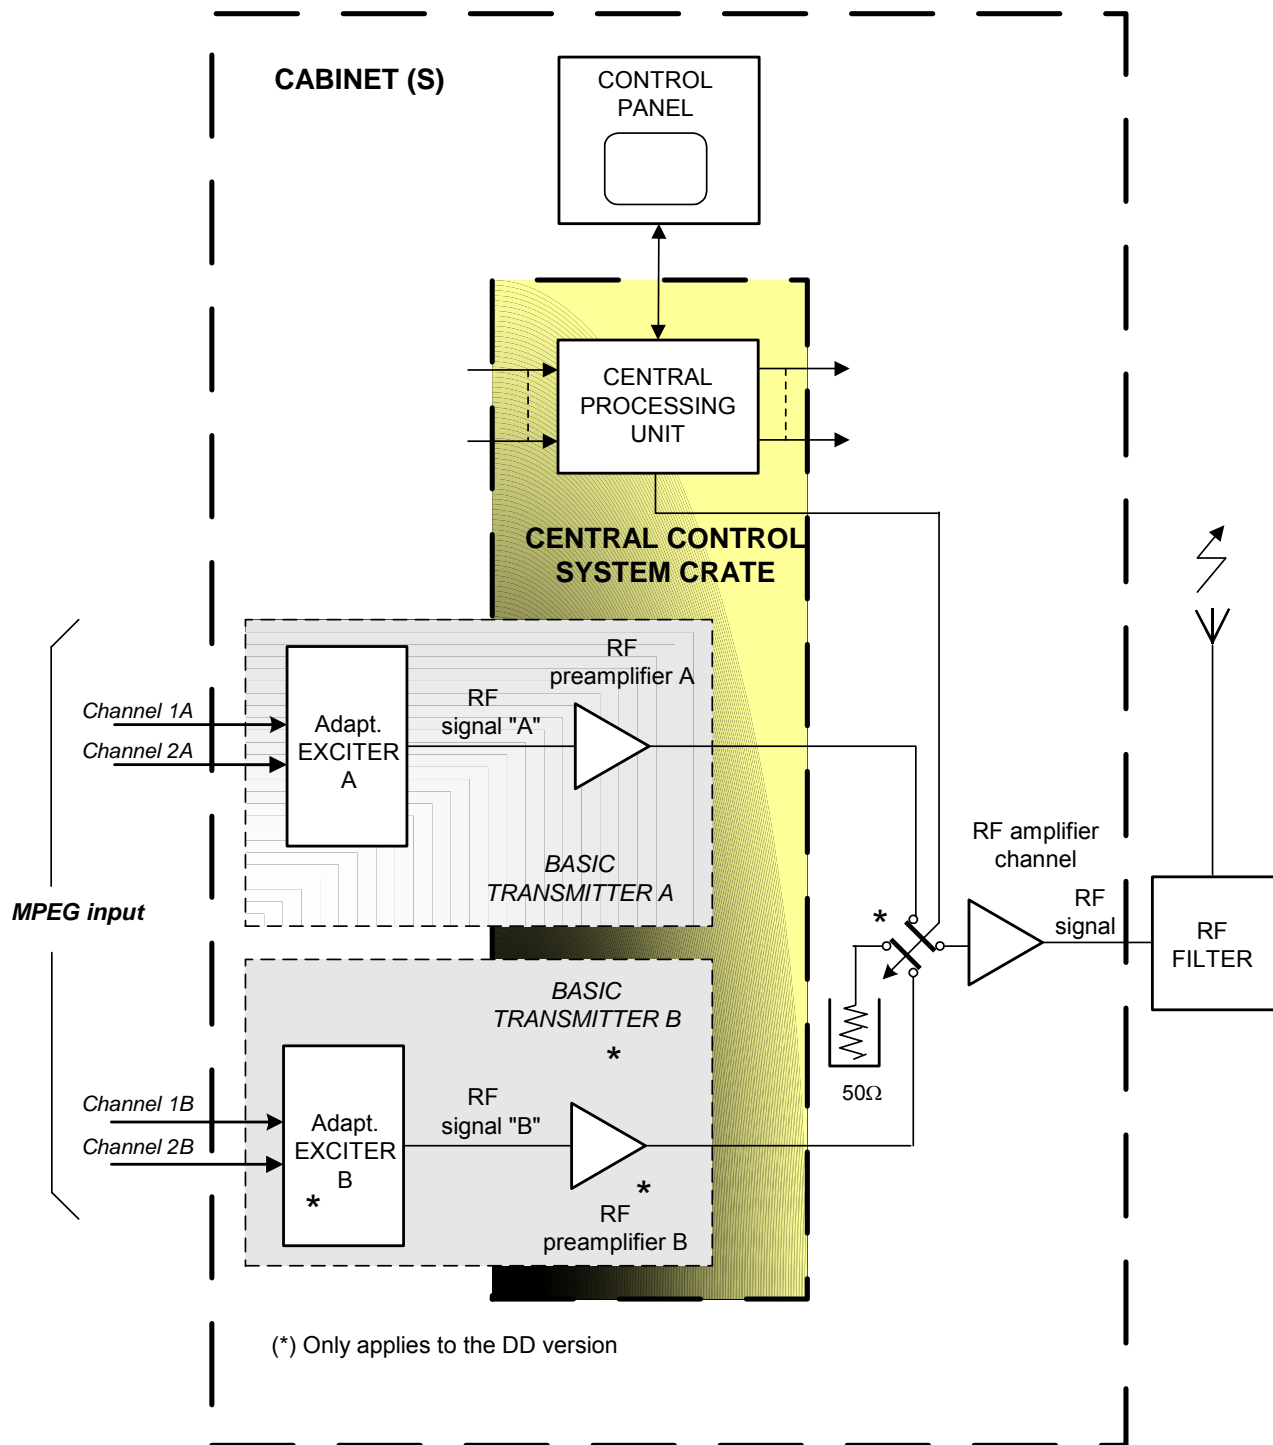 CABINET (S)
CONTROL
PANEL
CENTRAL
PROCESSING
UNIT
CENTRAL CONTROL
SYSTEM CRATE
RF
preamplifier A
RF
signal "A"
Channel 1A
Channel 2A
Adapt.
EXCITER
A
BASIC
TRANSMITTER A
MPEG input
RF amplifier
channel
RF
signal
*
RF
FILTER
BASIC
TRANSMITTER B
*
50Ω
Channel 1B
Channel 2B
Adapt.
EXCITER
B
*
RF
signal "B"
*
RF
preamplifier B
(*) Only applies to the DD version